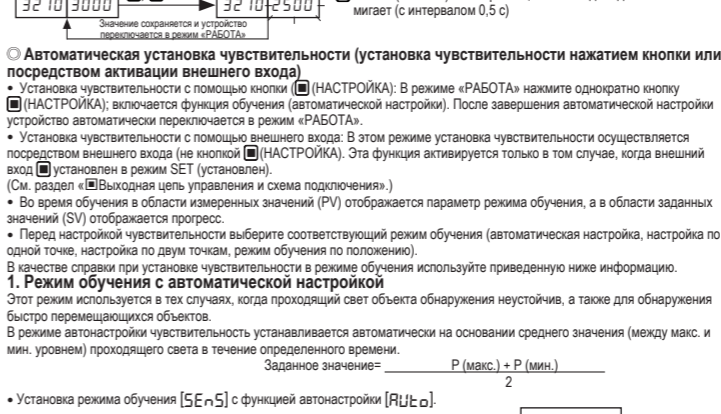 3210 3000 3210 2500
мигает (с интервалом 0,5 с)
Значение сохраняется и устройство
переключается в режим «РАБОТА»
◎ Автоматическая установка чувствительности (установка чувствительности нажатием кнопки или
посредством активации внешнего входа)
• Установка чувствительности с помощью кнопки (▣ (НАСТРОЙКА): В режиме «РАБОТА» нажмите однократно кнопку
▣ (НАСТРОЙКА); включается функция обучения (автоматической настройки). После завершения автоматической настройки
устройство автоматически переключается в режим «РАБОТА».
• Установка чувствительности с помощью внешнего входа: В этом режиме установка чувствительности осуществляется
посредством внешнего входа (не кнопкой ▣(НАСТРОЙКА). Эта функция активируется только в том случае, когда внешний
вход ▣ установлен в режим SET (установлен).
(См. раздел «▣Выходная цепь управления и схема подключения».)
• Во время обучения в области измеренных значений (PV) отображается параметр режима обучения, а в области заданных
значений (SV) отображается прогресс.
• Перед настройкой чувствительности выберите соответствующий режим обучения (автоматическая настройка, настройка по
одной точке, настройка по двум точкам, режим обучения по положению).
В качестве справки при установке чувствительности в режиме обучения используйте приведенную ниже информацию.
1. Режим обучения с автоматической настройкой
Этот режим используется в тех случаях, когда проходящий свет объекта обнаружения неустойчив, а также для обнаружения
быстро перемещающихся объектов.
В режиме автонастройки чувствительность устанавливается автоматически на основании среднего значения (между макс. и
мин. уровнем) проходящего света в течение определенного времени.
Заданное значение= P (макс.) + P (мин.)
2
• Установка режима обучения [SEnS] с функцией автонастройки [AUto].